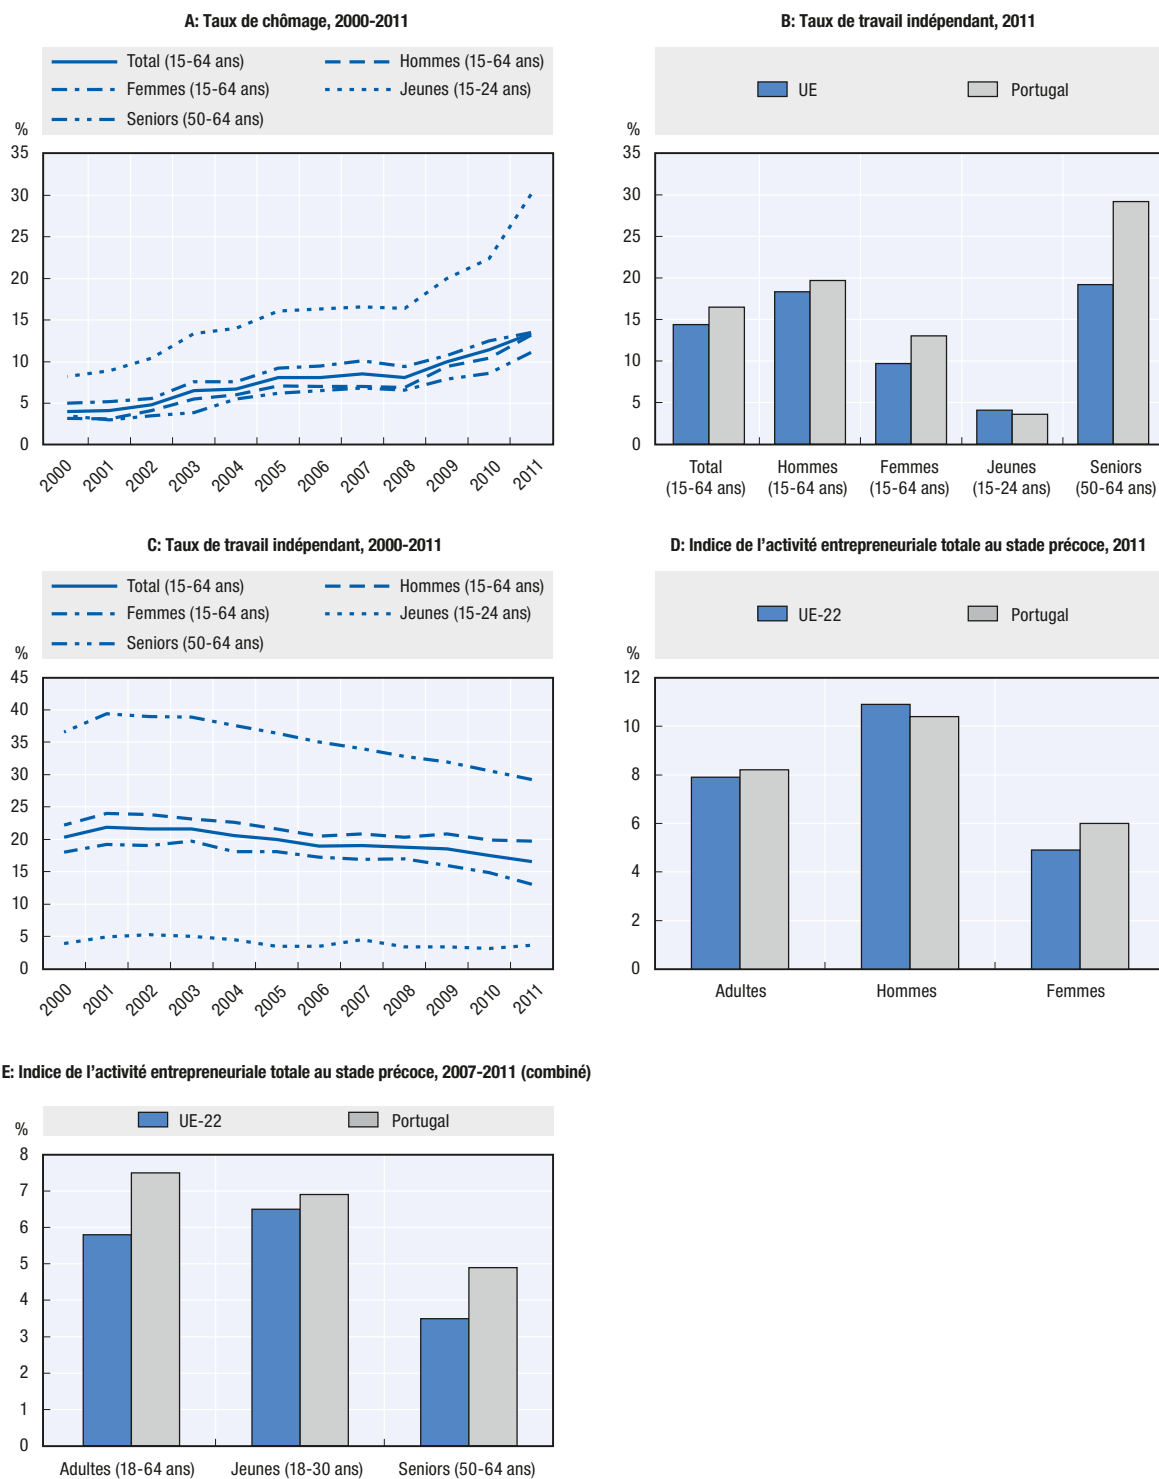 A: Taux de chômage, 2000-2011
Total (15-64 ans)
Hommes (15-64 ans)
Femmes (15-64 ans)
Jeunes (15-24 ans)
Seniors (50-64 ans)
%
35
30
25
20
15
10
5
0
2000 2001 2002 2003 2004 2005 2006 2007 2008 2009 2010 2011
B: Taux de travail indépendant, 2011
UE
Portugal
%
35
30
25
20
15
10
5
0
Total Hommes Femmes Jeunes Seniors
(15-64 ans) (15-64 ans) (15-64 ans) (15-24 ans) (50-64 ans)
C: Taux de travail indépendant, 2000-2011
Total (15-64 ans)
Hommes (15-64 ans)
Femmes (15-64 ans)
Jeunes (15-24 ans)
Seniors (50-64 ans)
%
45
40
35
30
25
20
15
10
5
0
2000 2001 2002 2003 2004 2005 2006 2007 2008 2009 2010 2011
D: Indice de l’activité entrepreneuriale totale au stade précoce, 2011
UE-22
Portugal
%
12
10
8
6
4
2
0
Adultes Hommes Femmes
E: Indice de l’activité entrepreneuriale totale au stade précoce, 2007-2011 (combiné)
UE-22
Portugal
%
8
7
6
5
4
3
2
1
0
Adultes (18-64 ans) Jeunes (18-30 ans) Seniors (50-64 ans)